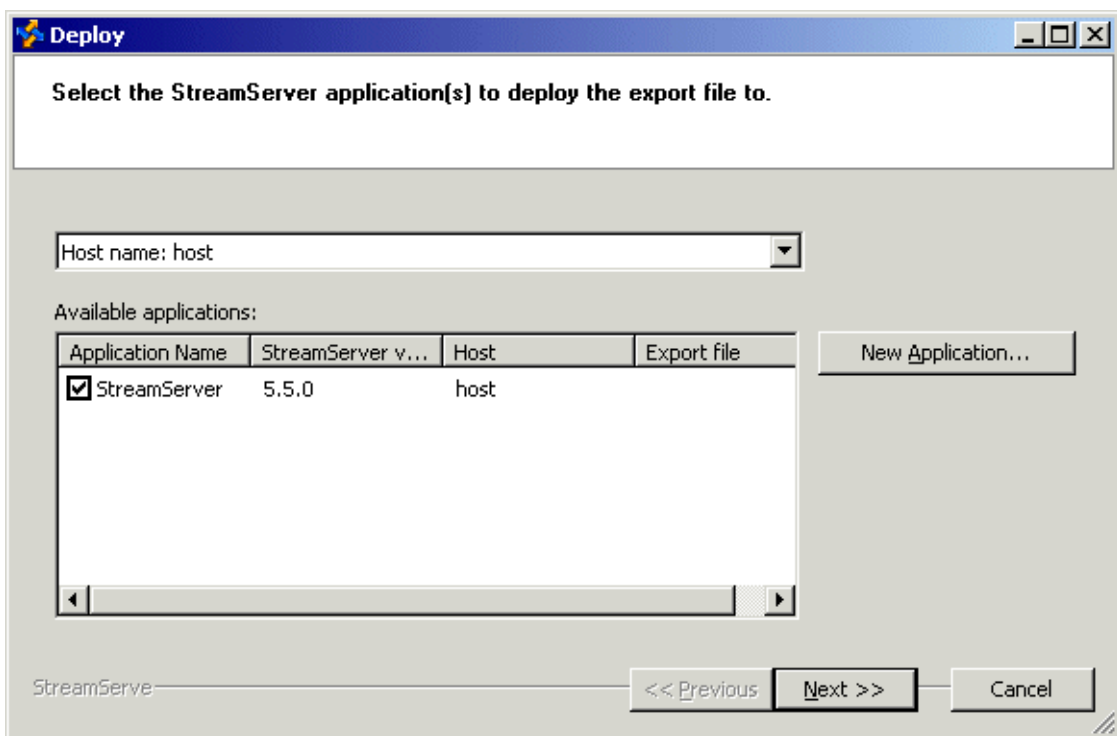 Deploy
Select the StreamServer application(s) to deploy the export file to.
Host name: host
Available applications:
Application Name StreamServer v... Host Export file
New Application...
StreamServer 5.5.0 host
StreamServe
<< Previous Next >> Cancel